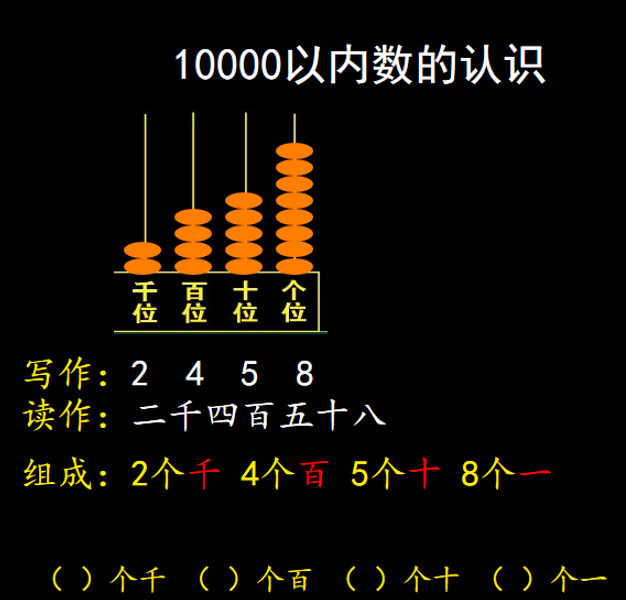 10000以内数的认识
千位 百位 十位 个位
写作：2 4 5 8
读作：二千四百五十八
组成：2个千 4个百 5个十 8个一
（ ）个千 （ ）个百 （ ）个十 （ ）个一